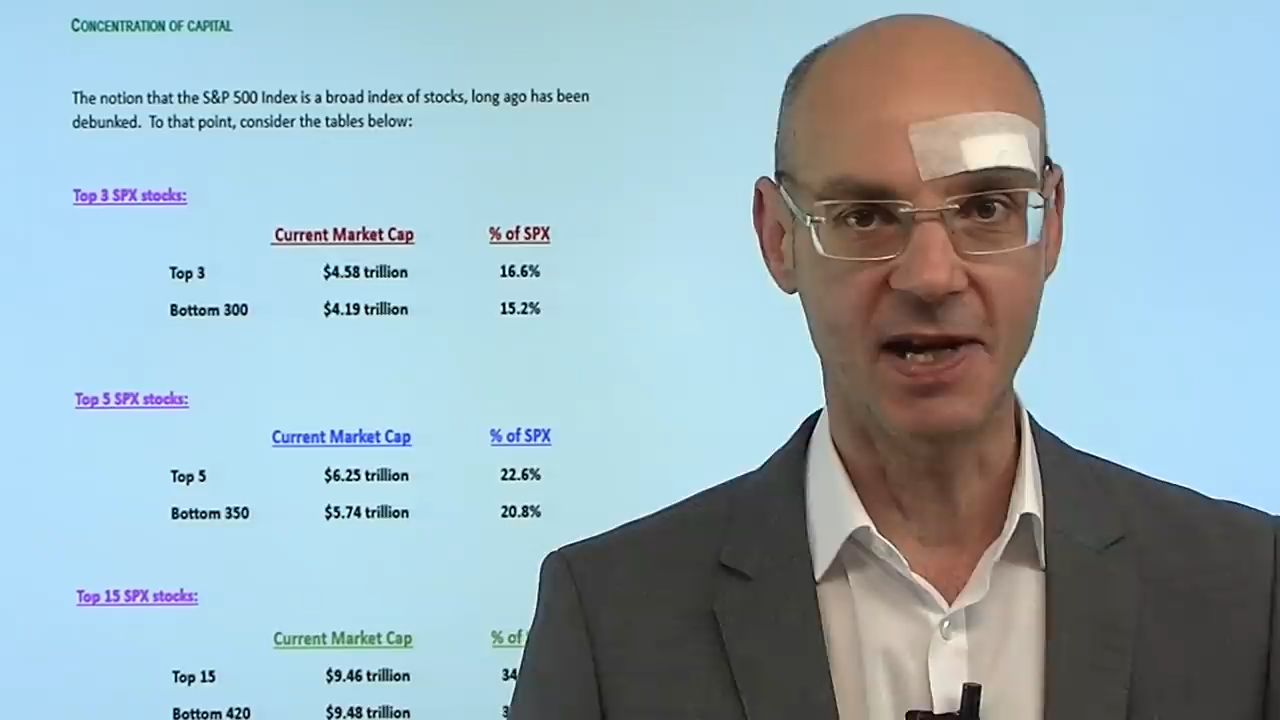 CONCENTRATION OF CAPITAL
The notion that the S&P 500 Index is a broad index of stocks, long ago has been
debunked. To that point, consider the tables below:
Top 3 SPX stocks:
Current Market Cap % of SPX
Top 3 $4.58 trillion 16.6%
Bottom 300 $4.19 trillion 15.2%
Top 5 SPX stocks:
Current Market Cap % of SPX
Top 5 $6.25 trillion 22.6%
Bottom 350 $5.74 trillion 20.8%
Top 15 SPX stocks:
Current Market Cap % of
Top 15 $9.46 trillion 34
Bottom 420 $9.48 trillion 3